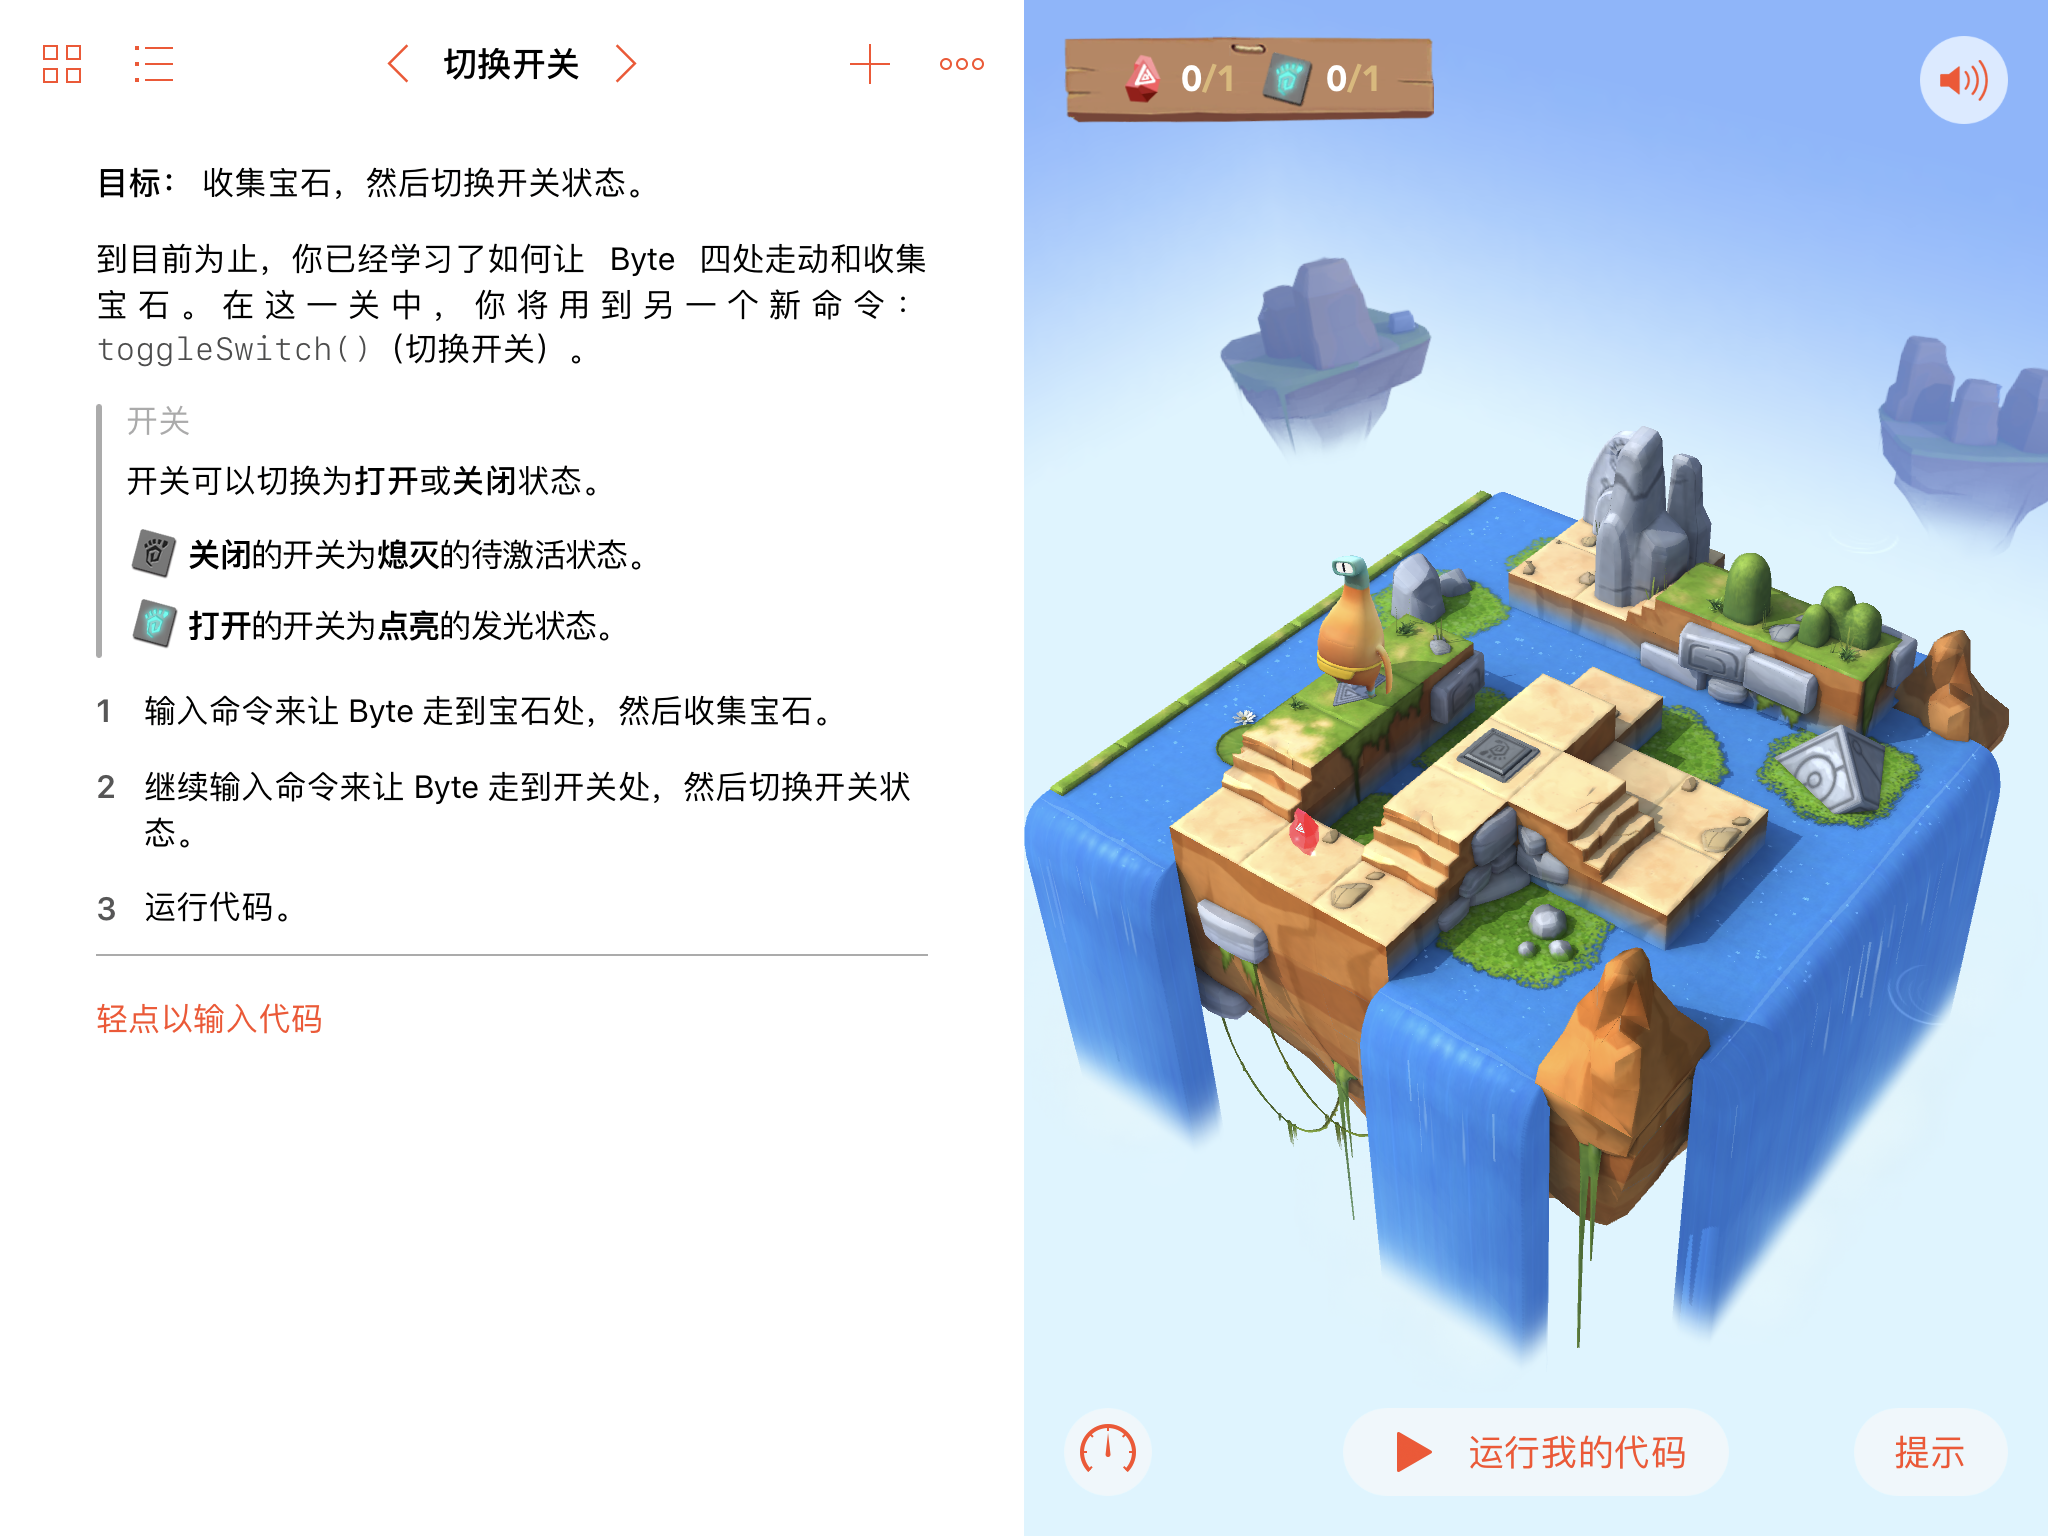 切换开关
0/1 0/1
目标： 收集宝石，然后切换开关状态。
到目前为止，你已经学习了如何让 Byte 四处走动和收集
宝石。在这一关中，你将用到另一个新命令：
toggleSwitch()（切换开关）。
开关
开关可以切换为打开或关闭状态。
关闭的开关为熄灭的待激活状态。
打开的开关为点亮的发光状态。
1 输入命令来让 Byte 走到宝石处，然后收集宝石。
2 继续输入命令来让 Byte 走到开关处，然后切换开关状
态。
3 运行代码。
轻点以输入代码
运行我的代码
提示